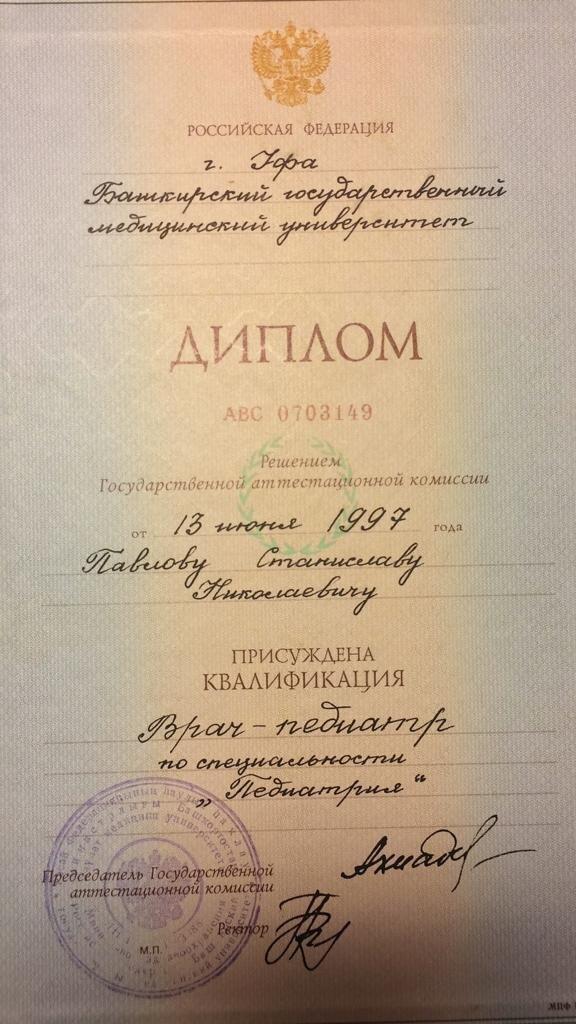 РОССИЙСКАЯ ФЕДЕРАЦИЯ
г. Уфа
Башкирский государственный
медицинский университет
ДИПЛОМ
АВС 0703149
Решением
Государственной аттестационной комиссии
от 13 июня 1997 года
Павлову Станиславу
Николаевичу
ПРИСУЖДЕНА
КВАЛИФИКАЦИЯ
Врач - педиатр
по специальности
„Педиатрия“
Председатель Государственной
аттестационной комиссии
Ректор
М.П.